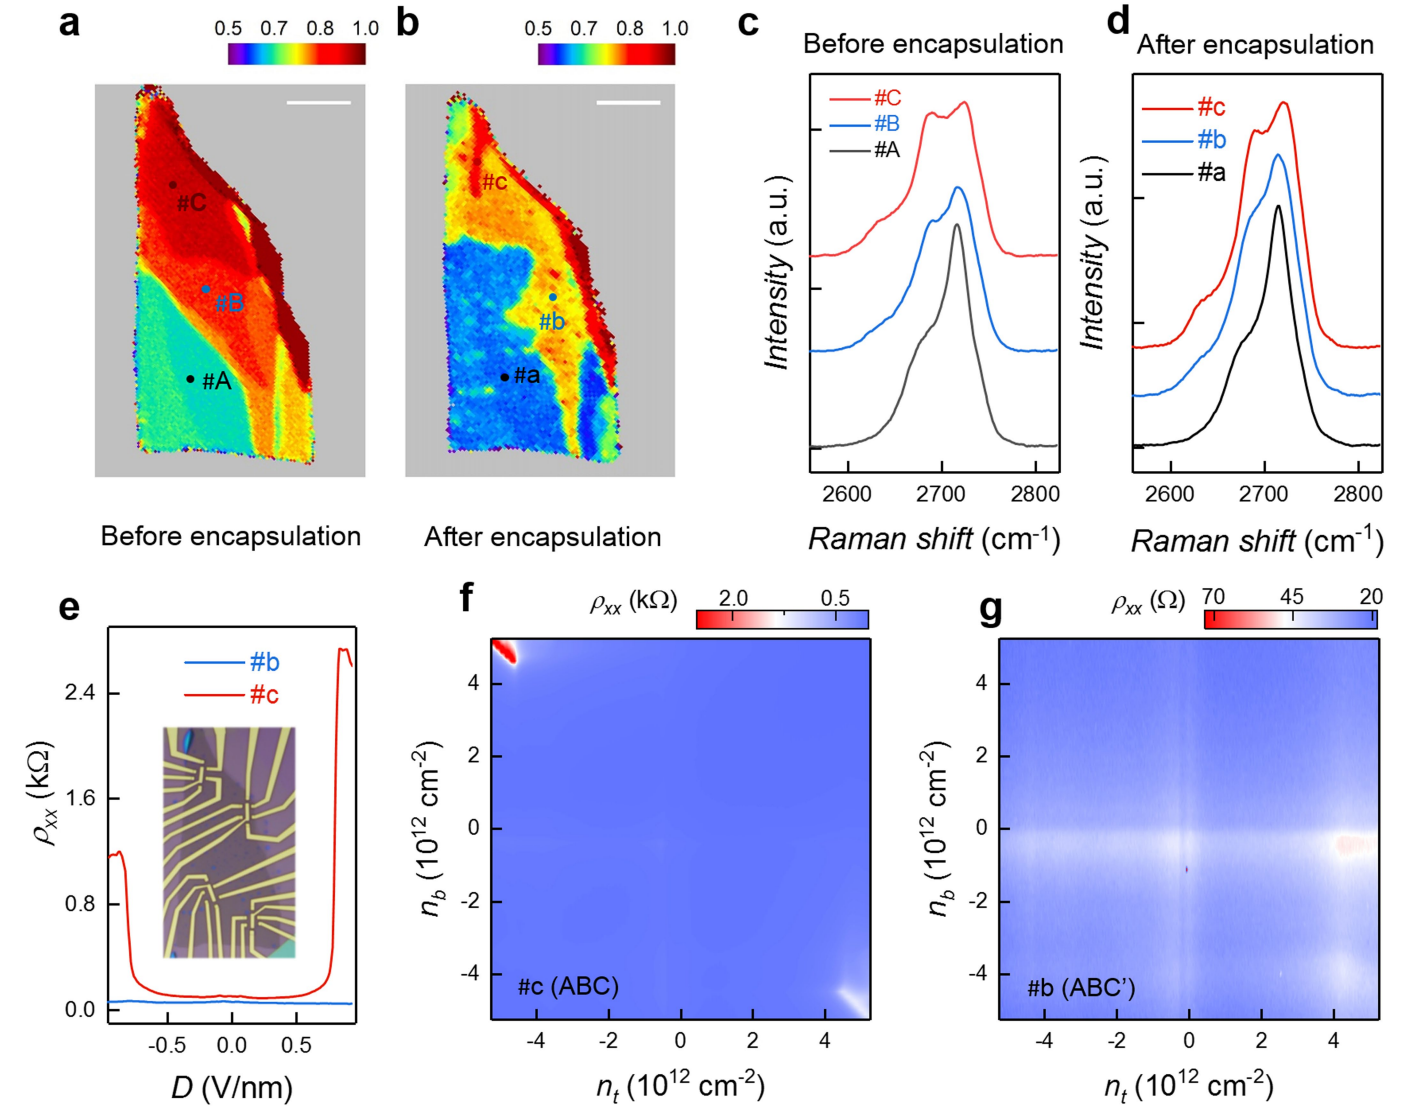 a
0.5 0.7 0.8 1.0
#C
#B
#A
Before encapsulation
b
0.5 0.7 0.8 1.0
#c
#b
#a
After encapsulation
c
Before encapsulation
#C
#B
#A
Intensity (a.u.)
2600 2700 2800
Raman shift (cm-1)
d
After encapsulation
#c
#b
#a
Intensity (a.u.)
2600 2700 2800
Raman shift (cm-1)
e
#b
#c
ρxx (kΩ)
2.4
1.6
0.8
0.0
-0.5 0.0 0.5
D (V/nm)
f
ρxx (kΩ)
2.0 0.5
nb (10¹² cm⁻²)
4
2
0
-2
-4
#c (ABC)
-4 -2 0 2 4
nt (10¹² cm⁻²)
g
ρxx (Ω)
70 45 20
nb (10¹² cm⁻²)
4
2
0
-2
-4
#b (ABC’)
-4 -2 0 2 4
nt (10¹² cm⁻²)